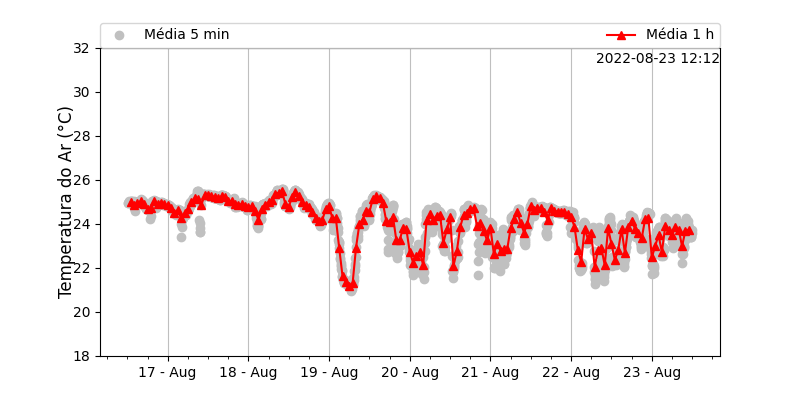 Média 5 min
Média 1 h
2022-08-23 12:12
Temperatura do Ar (°C)
32
30
28
26
24
22
20
18
17 - Aug
18 - Aug
19 - Aug
20 - Aug
21 - Aug
22 - Aug
23 - Aug